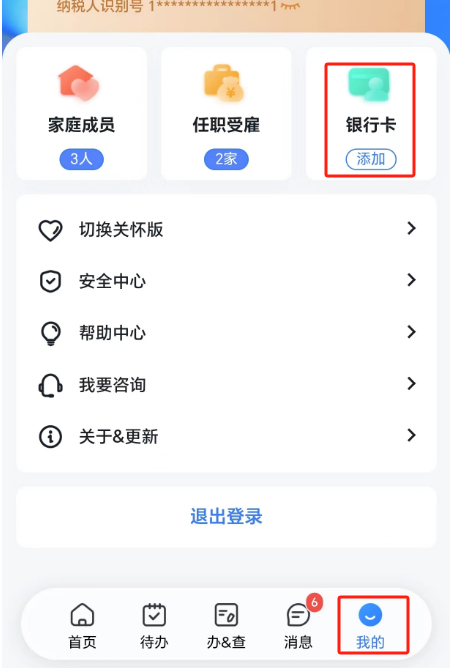 纳税人识别号 1****************1
家庭成员 任职受雇 银行卡
3人 2家 添加
切换关怀版
安全中心
帮助中心
我要咨询
关于&更新
退出登录
6
首页 待办 办&查 消息 我的